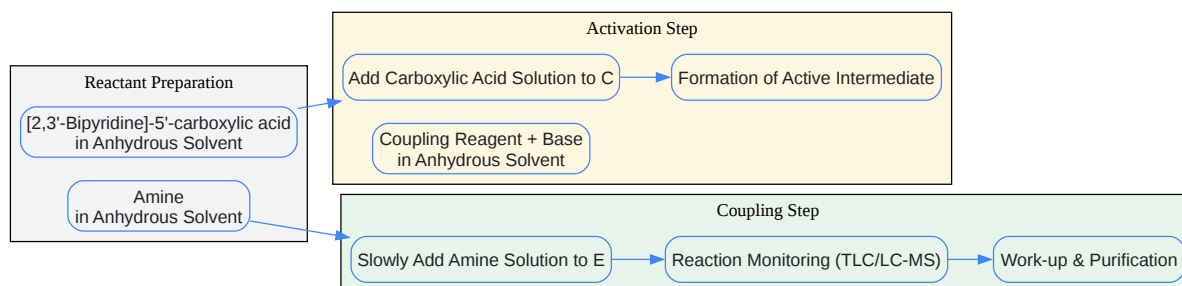 Reactant Preparation
[2,3'-Bipyridine]-5'-carboxylic acid
in Anhydrous Solvent
Amine
in Anhydrous Solvent
Activation Step
Add Carboxylic Acid Solution to C
Formation of Active Intermediate
Coupling Reagent + Base
in Anhydrous Solvent
Coupling Step
Slowly Add Amine Solution to E
Reaction Monitoring (TLC/LC-MS)
Work-up & Purification